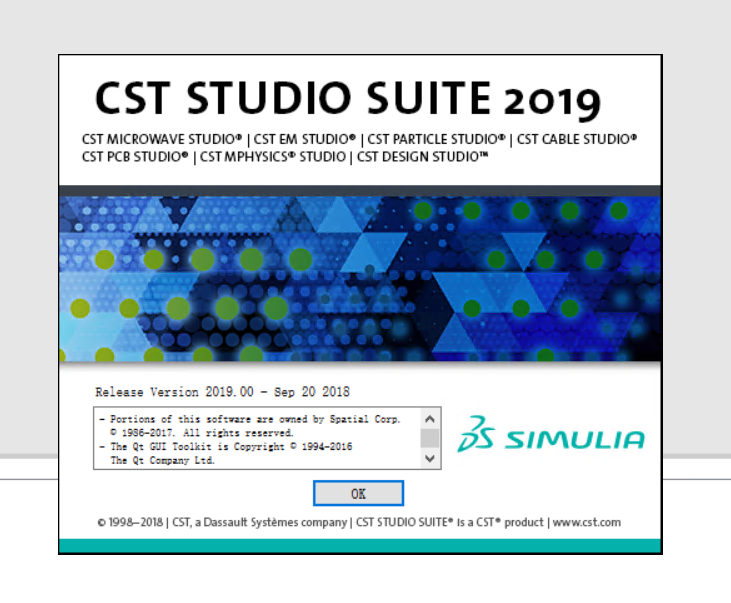 CST STUDIO SUITE 2019
CST MICROWAVE STUDIO® | CST EM STUDIO® | CST PARTICLE STUDIO® | CST CABLE STUDIO®
CST PCB STUDIO® | CST MPHYSICS® STUDIO | CST DESIGN STUDIO™
Release Version 2019.00 - Sep 20 2018
- Portions of this software are owned by Spatial Corp.
© 1986-2017. All rights reserved.
- The Qt GUI Toolkit is Copyright © 1994-2016
The Qt Company Ltd.
3DS SIMULIA
OK
© 1998–2018 | CST, a Dassault Systèmes company | CST STUDIO SUITE® is a CST® product | www.cst.com